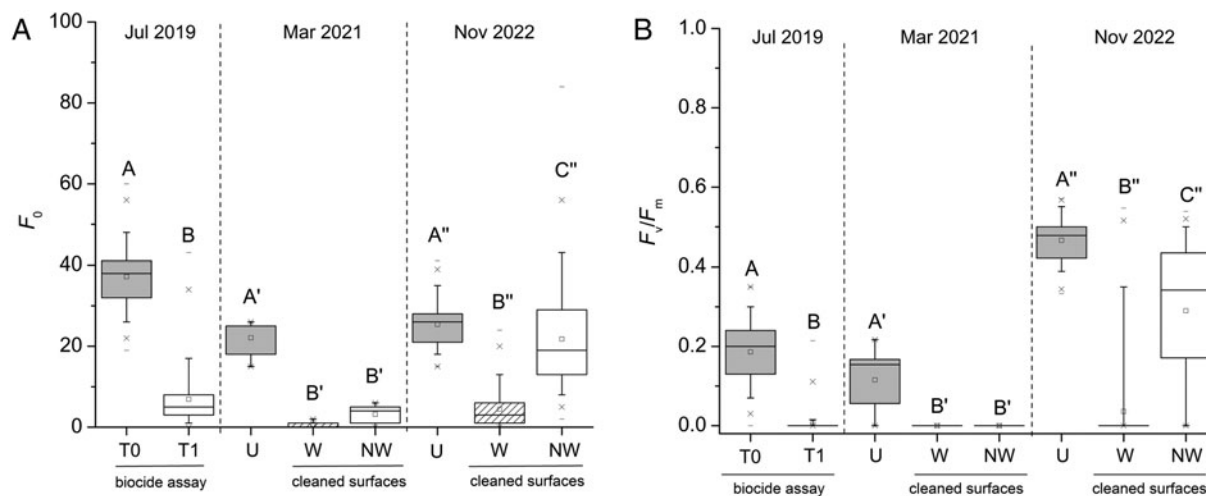 A
Jul 2019
Mar 2021
Nov 2022
100
80
60
40
20
0
F0
A
B
A'
B'
B'
A"
B"
C"
T0
T1
U
W
NW
U
W
NW
biocide assay
cleaned surfaces
cleaned surfaces
B
Jul 2019
Mar 2021
Nov 2022
1.0
0.8
0.6
0.4
0.2
0.0
Fv/Fm
A
B
A'
B'
B'
A"
B"
C"
T0
T1
U
W
NW
U
W
NW
biocide assay
cleaned surfaces
cleaned surfaces